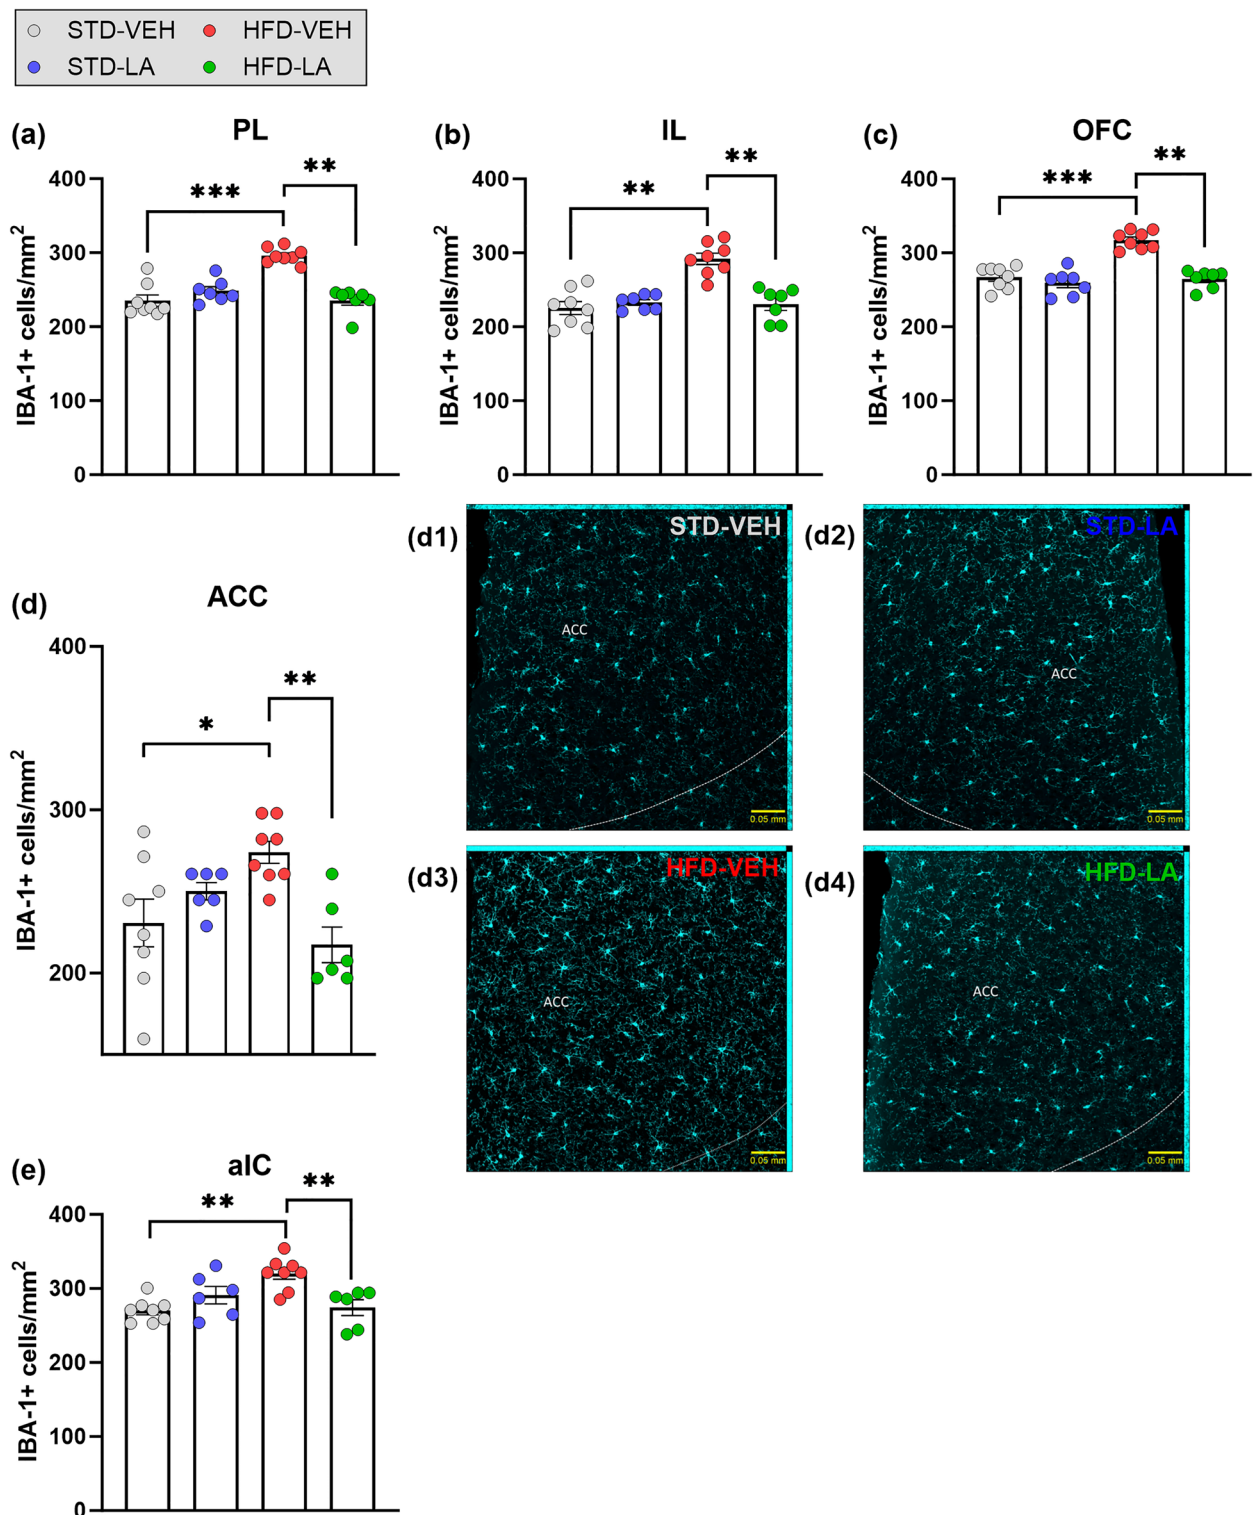 STD-VEH HFD-VEH
STD-LA HFD-LA
(a) PL
*** **
IBA-1+ cells/mm2
400
300
200
100
0
(b) IL
** **
IBA-1+ cells/mm2
400
300
200
100
0
(c) OFC
*** **
IBA-1+ cells/mm2
400
300
200
100
0
(d) ACC
* **
IBA-1+ cells/mm2
400
300
200
(d1) STD-VEH
ACC
0.05 mm
(d2) STD-LA
ACC
0.05 mm
(d3) HFD-VEH
ACC
0.05 mm
(d4) HFD-LA
ACC
0.05 mm
(e) aIC
** **
IBA-1+ cells/mm2
400
300
200
100
0